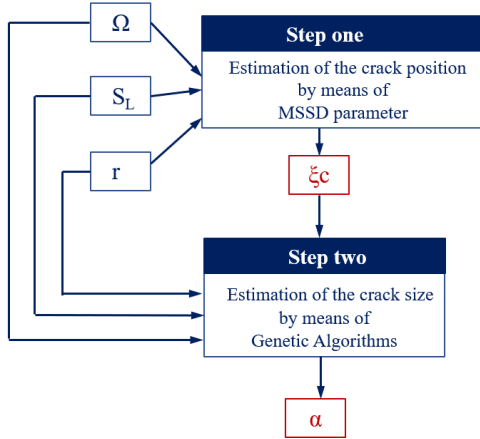 Ω
S_L
r
Step one
Estimation of the crack position
by means of
MSSD parameter
ξc
Step two
Estimation of the crack size
by means of
Genetic Algorithms
α